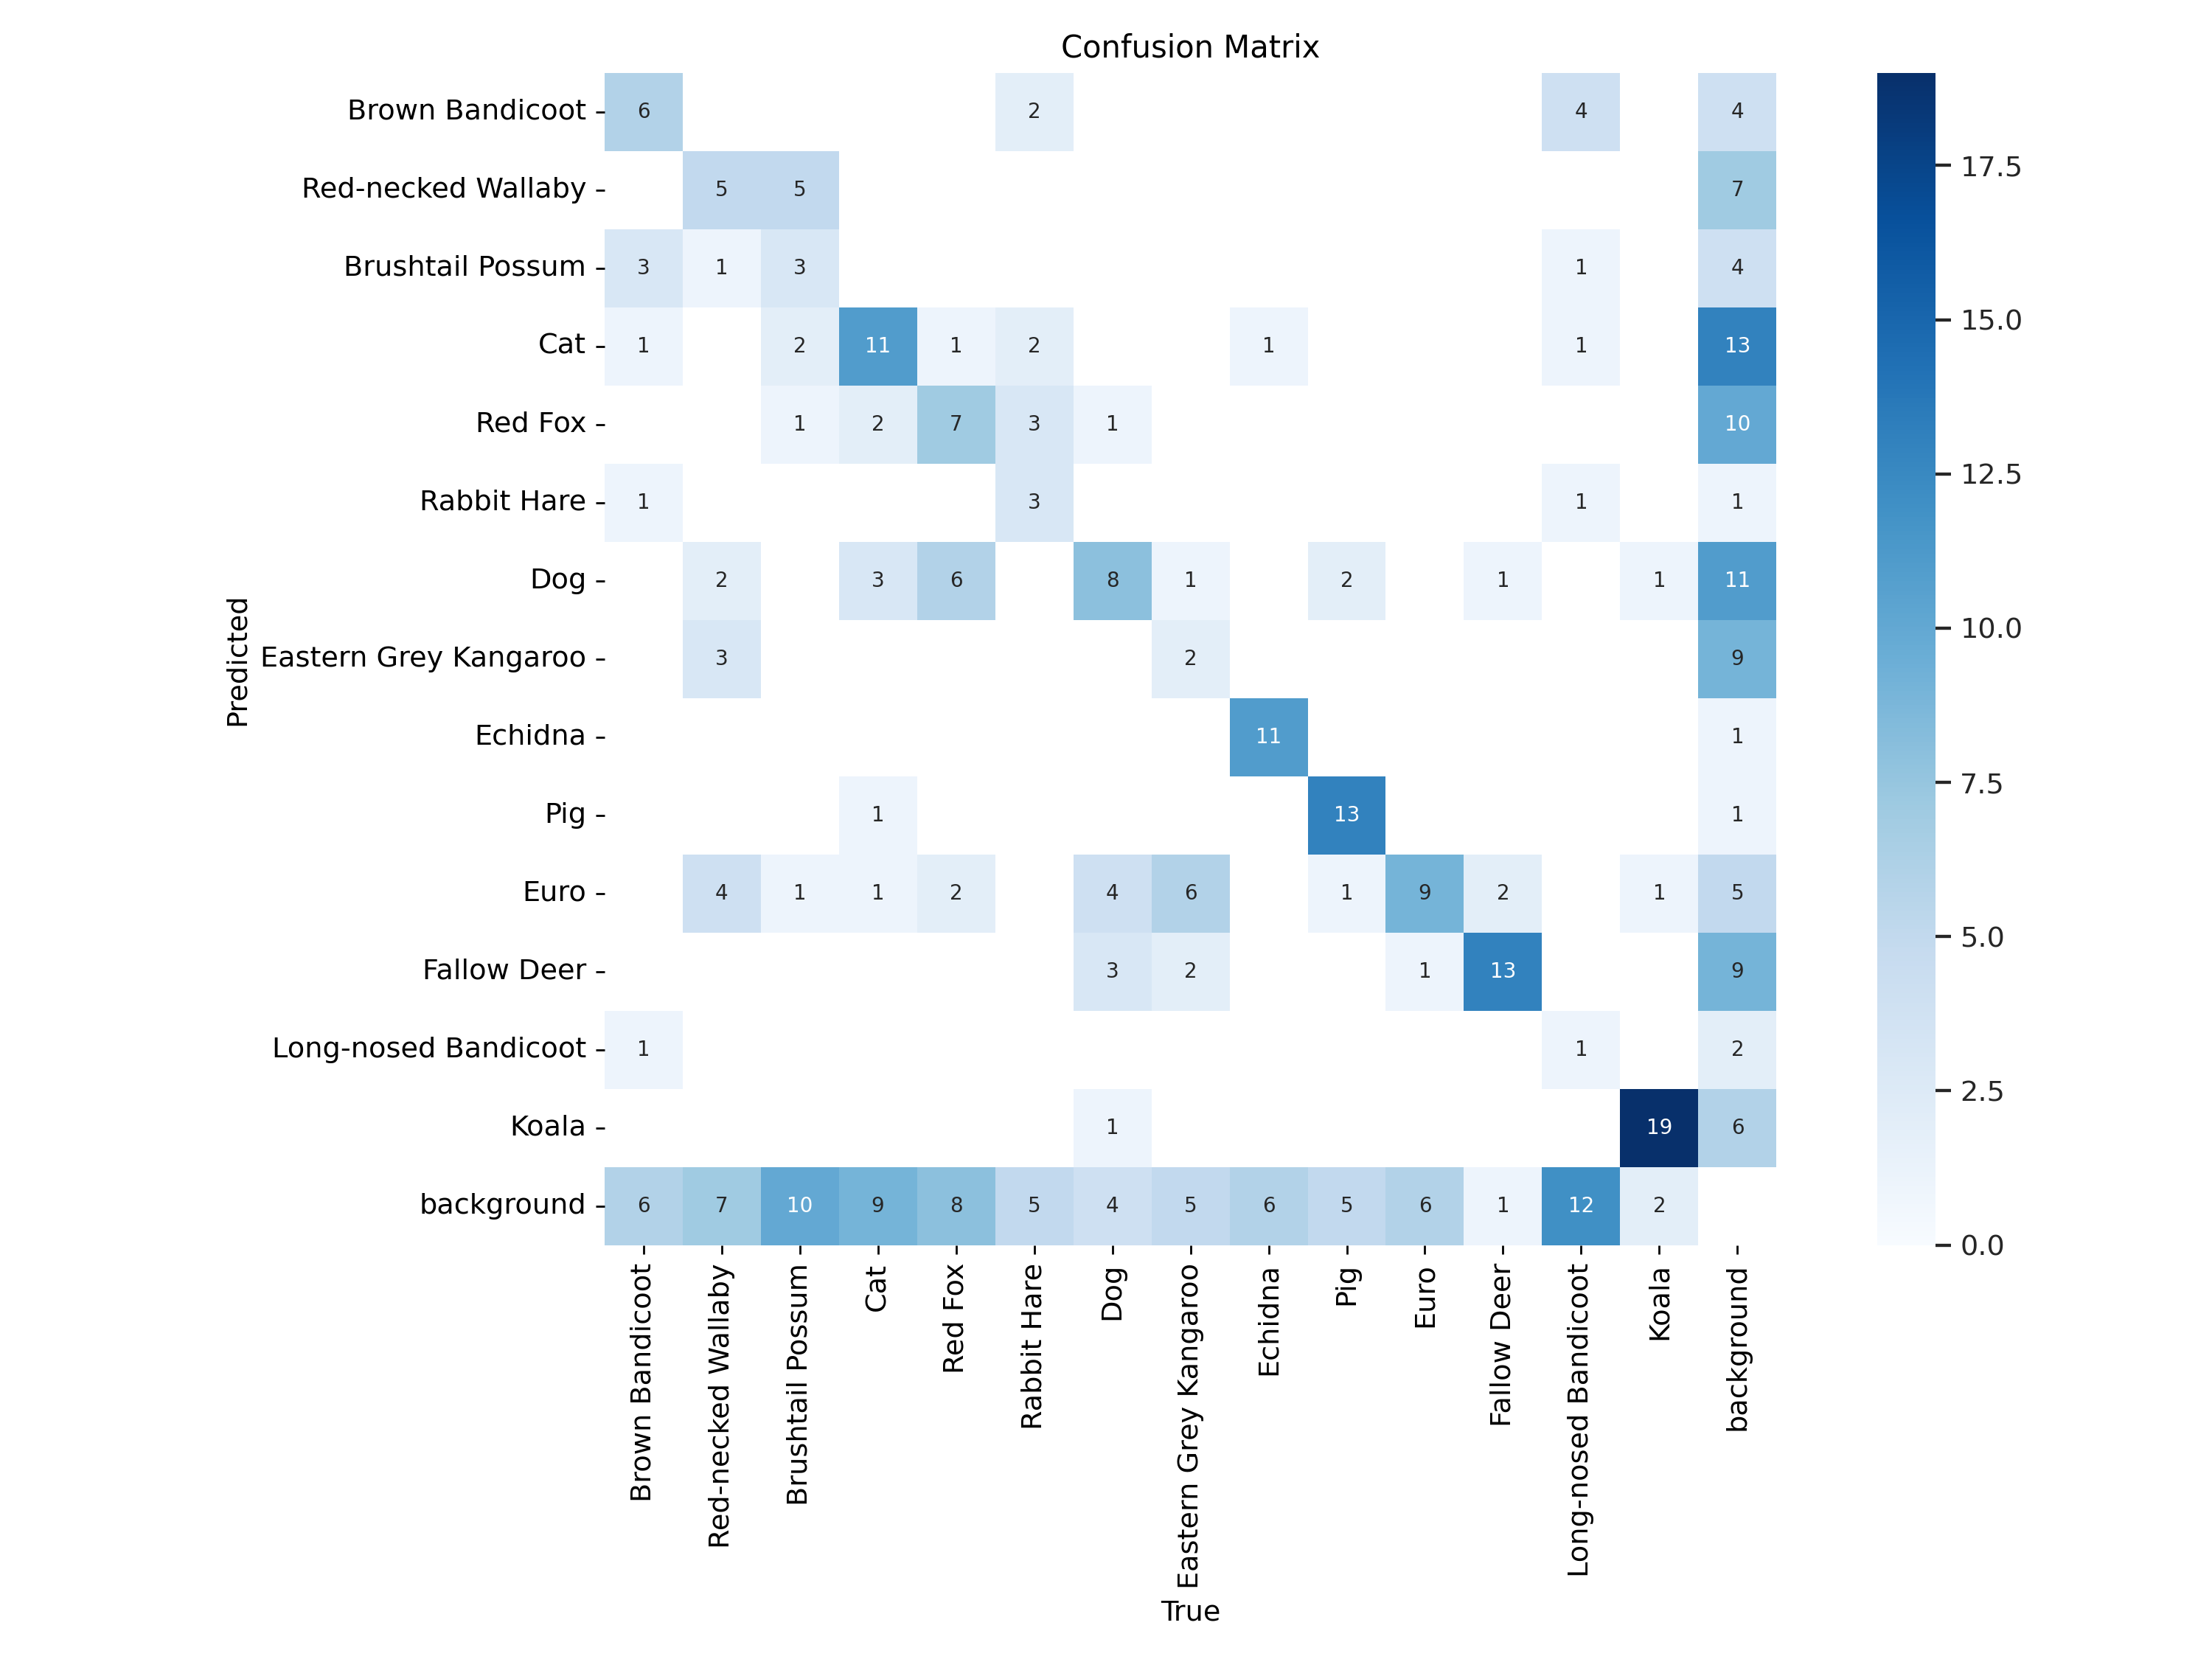 Confusion Matrix
Predicted
Brown Bandicoot 6 2 4 4
Red-necked Wallaby 5 5 7
Brushtail Possum 3 1 3 1 4
Cat 1 2 11 1 2 1 1 13
Red Fox 1 2 7 3 1 10
Rabbit Hare 1 3 1 1
Dog 2 3 6 8 1 2 1 1 11
Eastern Grey Kangaroo 3 2 9
Echidna 11 1
Pig 1 13 1
Euro 4 1 1 2 4 6 1 9 2 1 5
Fallow Deer 3 2 1 13 9
Long-nosed Bandicoot 1 1 2
Koala 1 19 6
background 6 7 10 9 8 5 4 5 6 5 6 1 12 2
Brown Bandicoot
Red-necked Wallaby
Brushtail Possum
Cat
Red Fox
Rabbit Hare
Dog
Eastern Grey Kangaroo
Echidna
Pig
Euro
Fallow Deer
Long-nosed Bandicoot
Koala
background
True
17.5
15.0
12.5
10.0
7.5
5.0
2.5
0.0